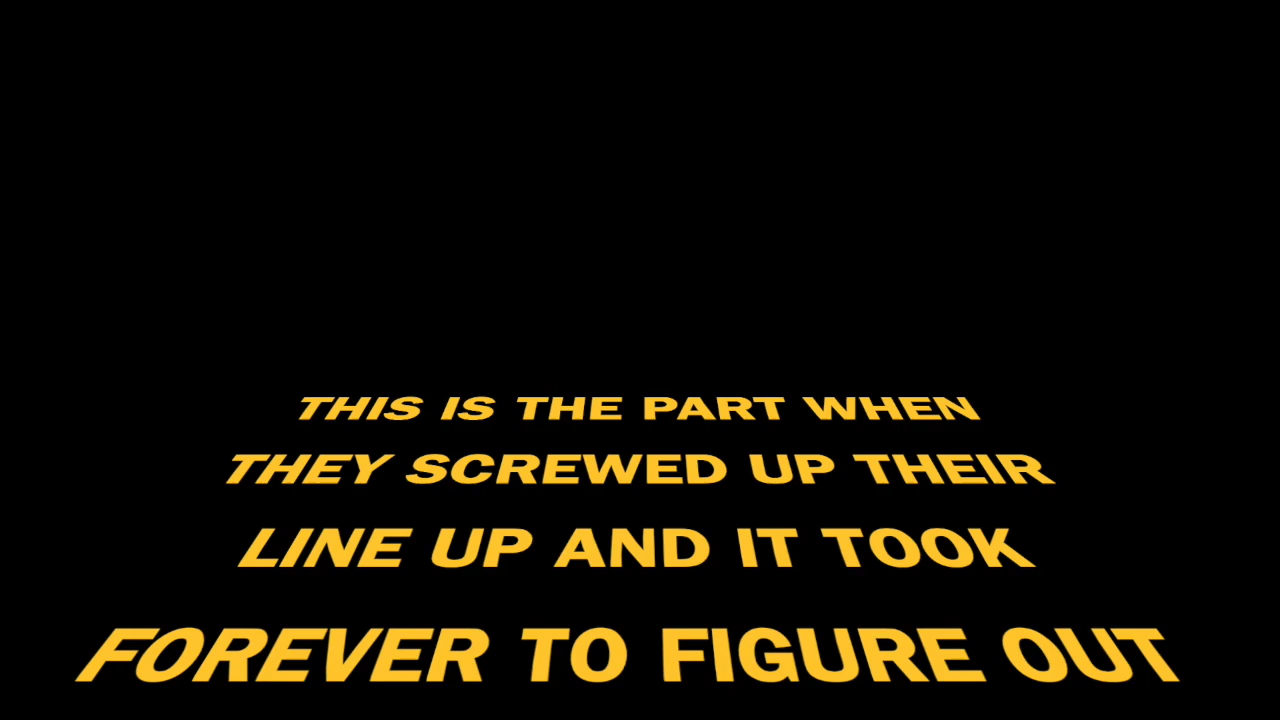 THIS IS THE PART WHEN
THEY SCREWED UP THEIR
LINE UP AND IT TOOK
FOREVER TO FIGURE OUT